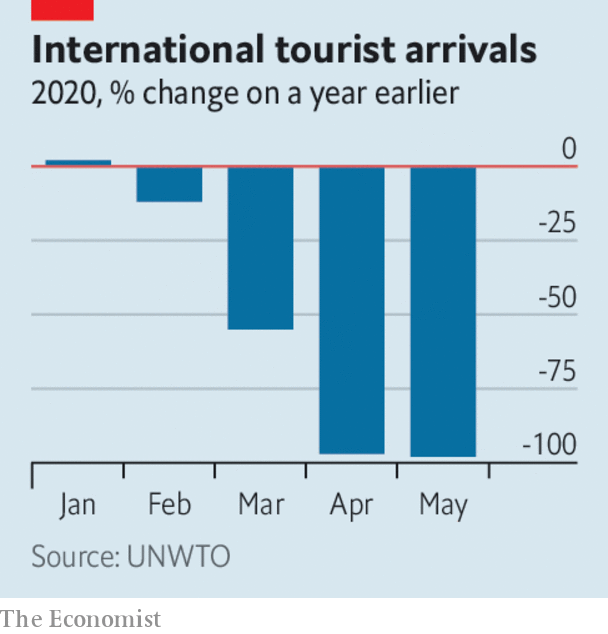 International tourist arrivals
2020, % change on a year earlier
0
-25
-50
-75
-100
Jan Feb Mar Apr May
Source: UNWTO
The Economist